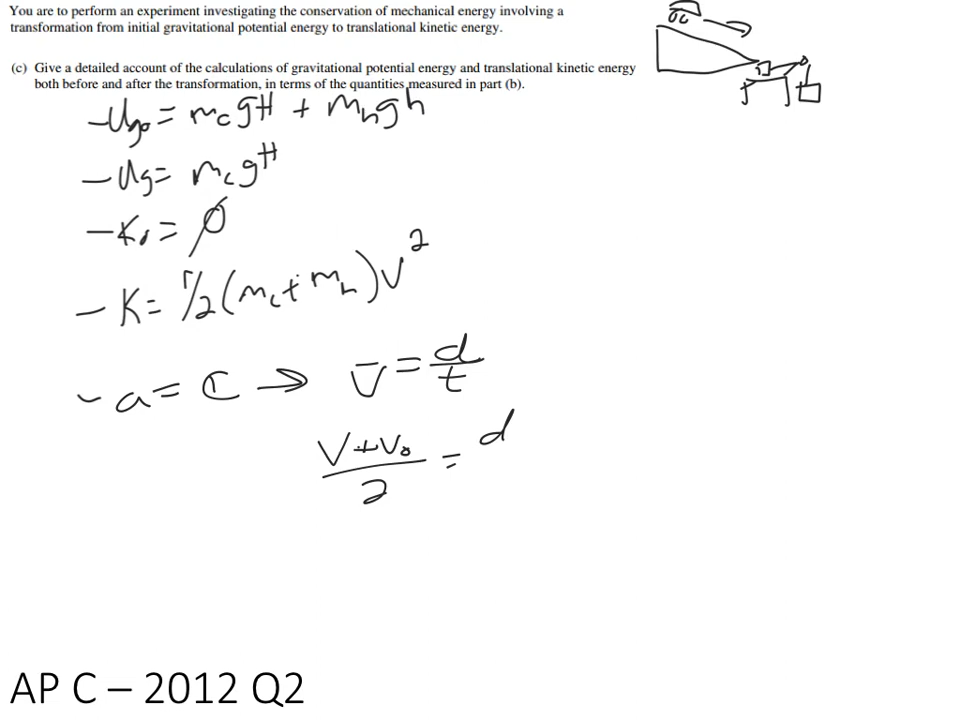 You are to perform an experiment investigating the conservation of mechanical energy involving a
transformation from initial gravitational potential energy to translational kinetic energy.
(c) Give a detailed account of the calculations of gravitational potential energy and translational kinetic energy
both before and after the transformation, in terms of the quantities measured in part (b).
- Ug₀ = mcgH + mhgh
- Ug = mcgH
- K₀ = ∅
- K = 1/2 (mc + mh) v²
- a = C → v̄ = d/t
(V + V₀)/2 = d
AP C – 2012 Q2